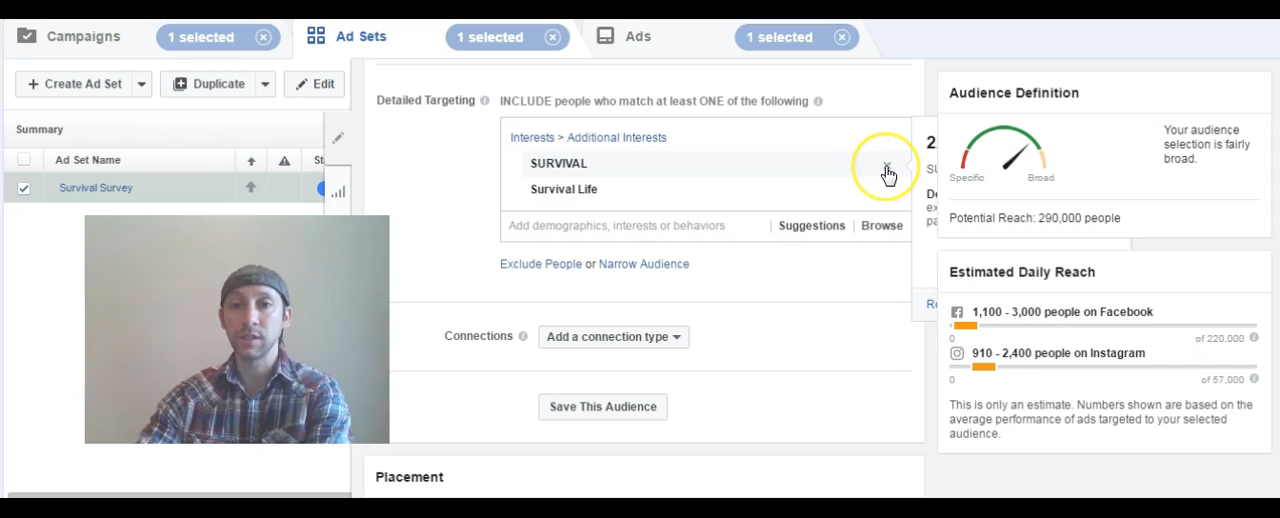 Campaigns
1 selected
Ad Sets
1 selected
Ads
1 selected
+ Create Ad Set
Duplicate
Edit
Summary
Ad Set Name
St
Survival Survey
Detailed Targeting
INCLUDE people who match at least ONE of the following
Interests > Additional Interests
SURVIVAL
Survival Life
Add demographics, interests or behaviors
Suggestions
Browse
Exclude People or Narrow Audience
Connections
Add a connection type
Save This Audience
Placement
Audience Definition
Specific
Broad
Your audience
selection is fairly
broad.
Potential Reach: 290,000 people
Estimated Daily Reach
1,100 - 3,000 people on Facebook
0
of 220,000
910 - 2,400 people on Instagram
0
of 57,000
This is only an estimate. Numbers shown are based on the
average performance of ads targeted to your selected
audience.